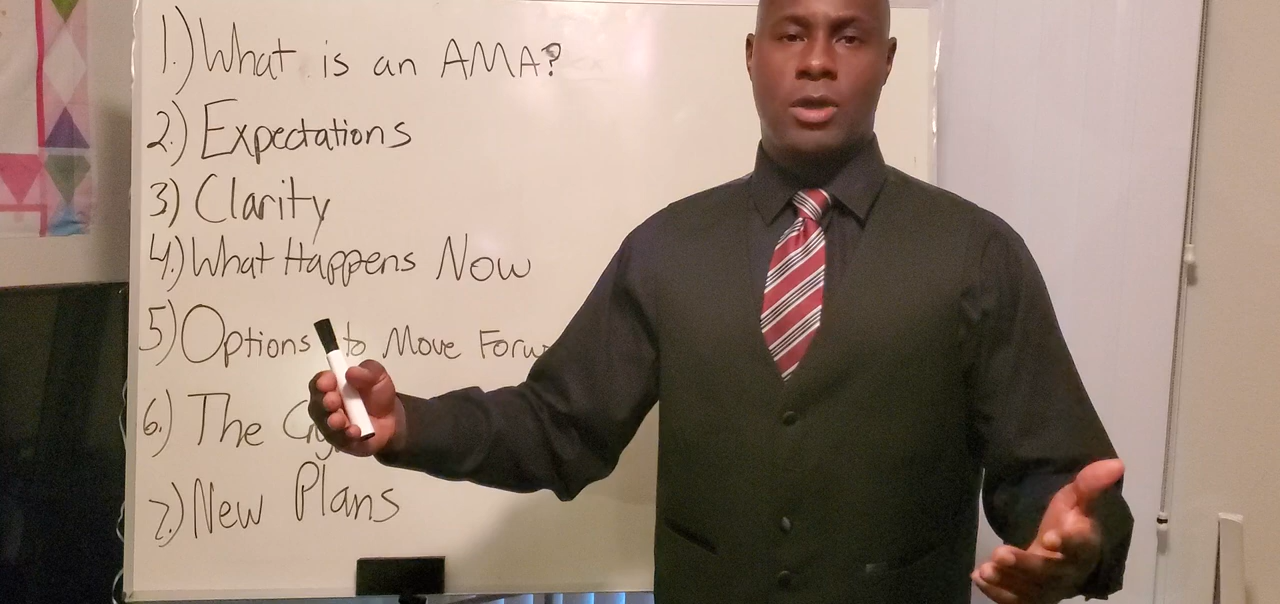 1.) What is an AMA?
2.) Expectations
3.) Clarity
4.) What Happens Now
5.) Options to Move
6.) The
7.) New Plans